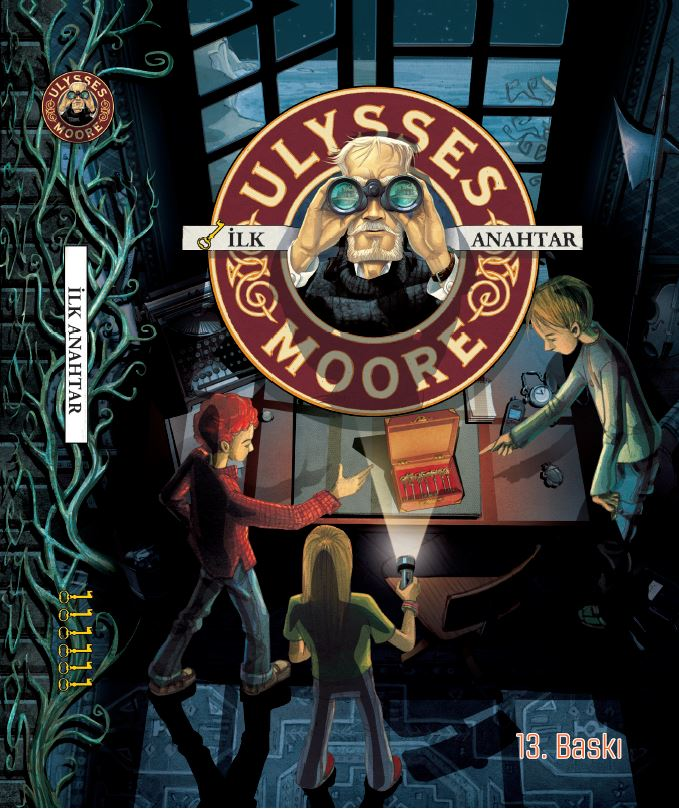 ULYSSES
MOORE
İLK ANAHTAR
ULYSSES
İLK ANAHTAR
MOORE
13. Baskı